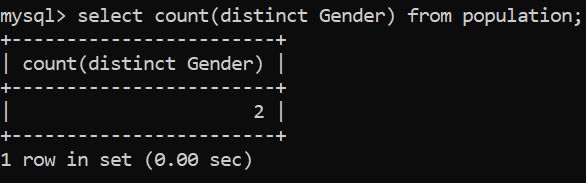 mysql> select count(distinct Gender) from population;
+------------------------+
| count(distinct Gender) |
+------------------------+
|                      2 |
+------------------------+
1 row in set (0.00 sec)